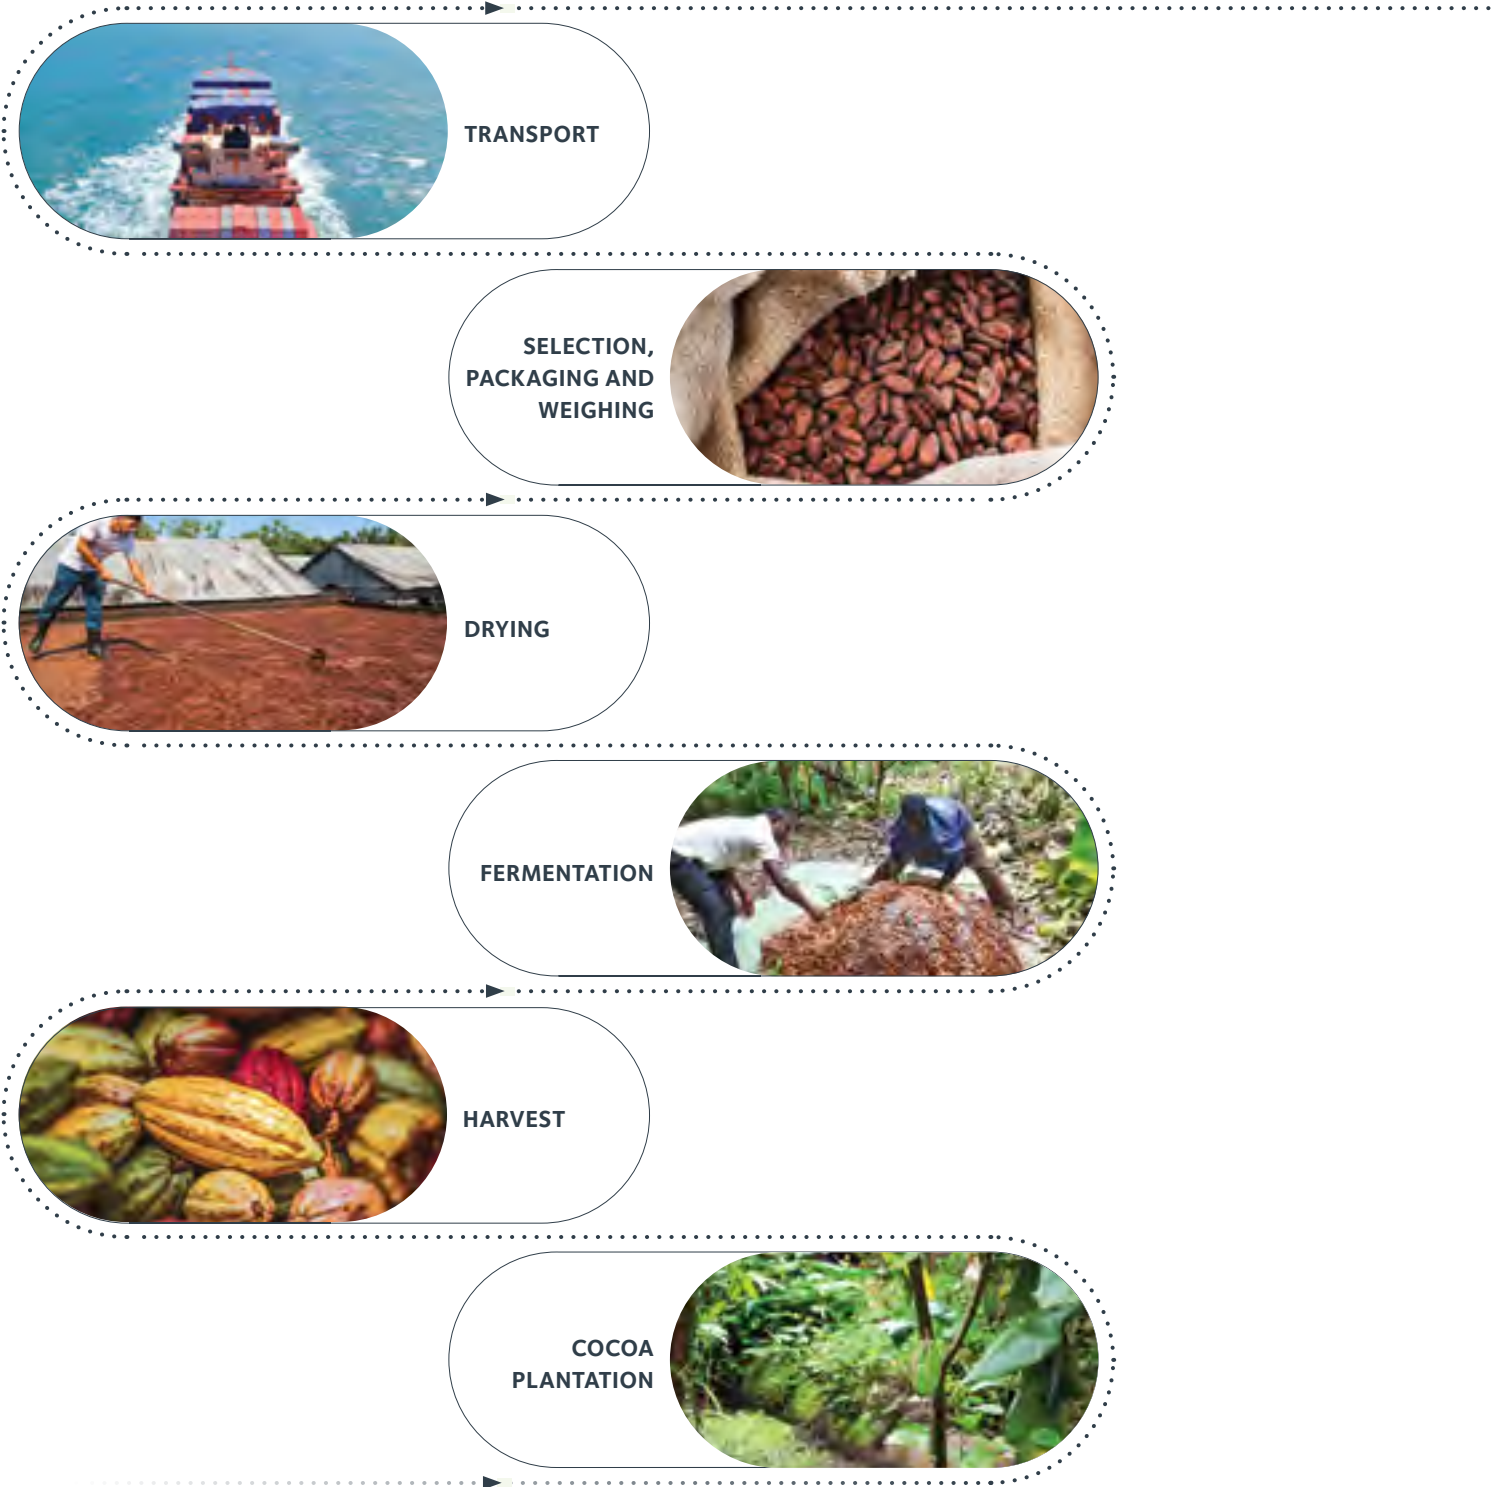 TRANSPORT
SELECTION,
PACKAGING AND
WEIGHING
DRYING
FERMENTATION
HARVEST
COCOA
PLANTATION